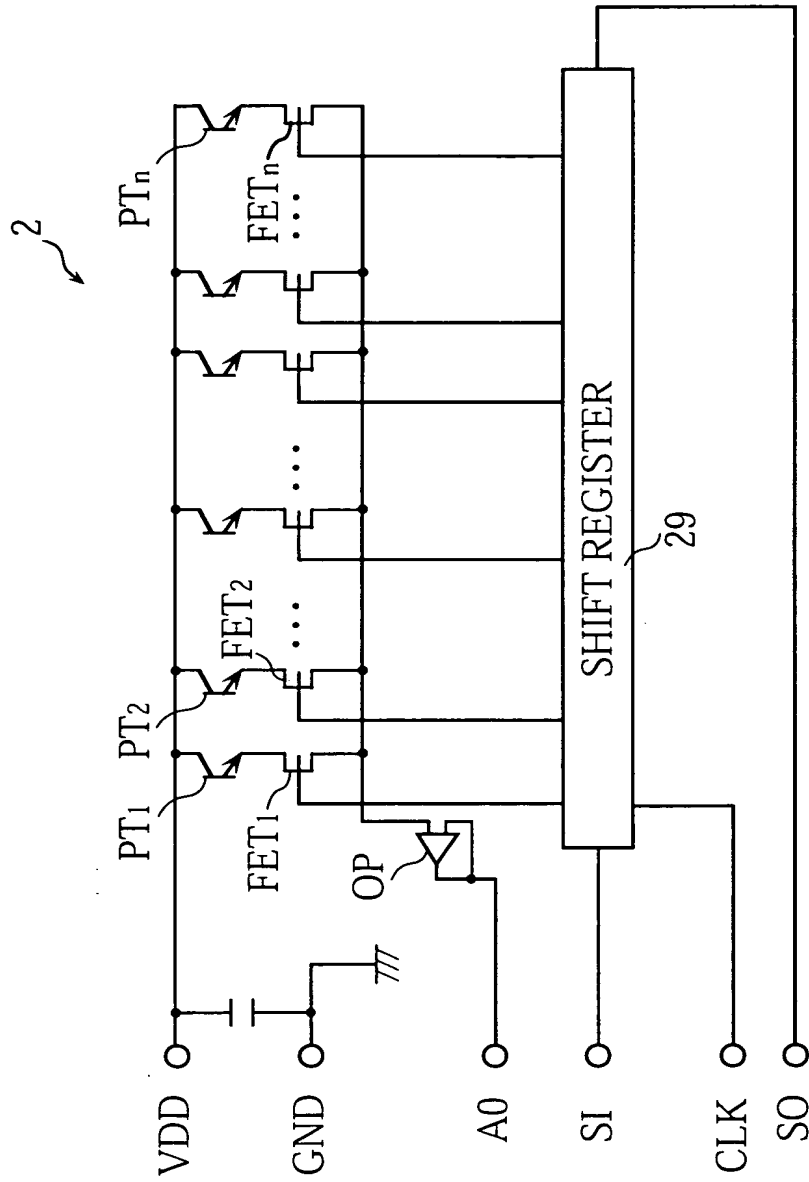 2
PTn
FETn
• • •
• • •
• • •
PT2
FET2
PT1
FET1
OP
SHIFT REGISTER
29
VDD
GND
A0
SI
CLK
SO